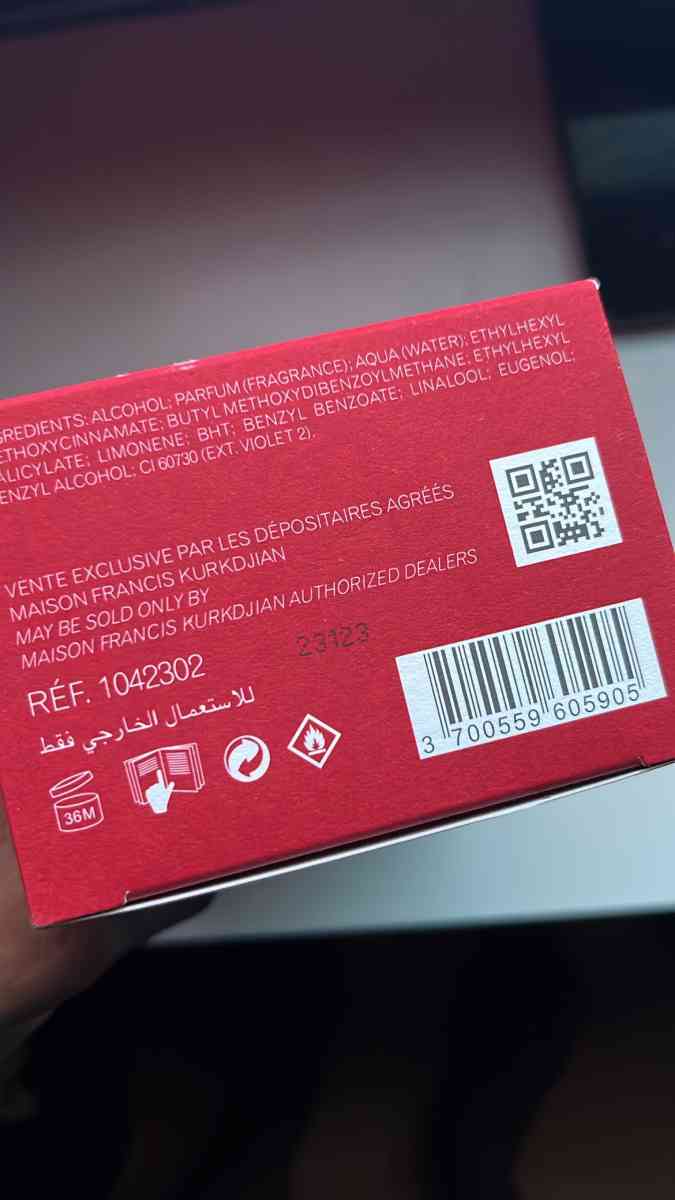 GREDIENTS: ALCOHOL; PARFUM (FRAGRANCE); AQUA (WATER); ETHYLHEXYL
ETHOXYCINNAMATE; BUTYL METHOXYDIBENZOYLMETHANE; ETHYLHEXYL
ALICYLATE; LIMONENE; BHT; BENZYL BENZOATE; LINALOOL; EUGENOL;
ENZYL ALCOHOL; CI 60730 (EXT. VIOLET 2).
VENTE EXCLUSIVE PAR LES DÉPOSITAIRES AGRÉÉS
MAISON FRANCIS KURKDJIAN
MAY BE SOLD ONLY BY
MAISON FRANCIS KURKDJIAN AUTHORIZED DEALERS
23123
RÉF. 1042302
للاستعمال الخارجي فقط
36M
3 700559 605905